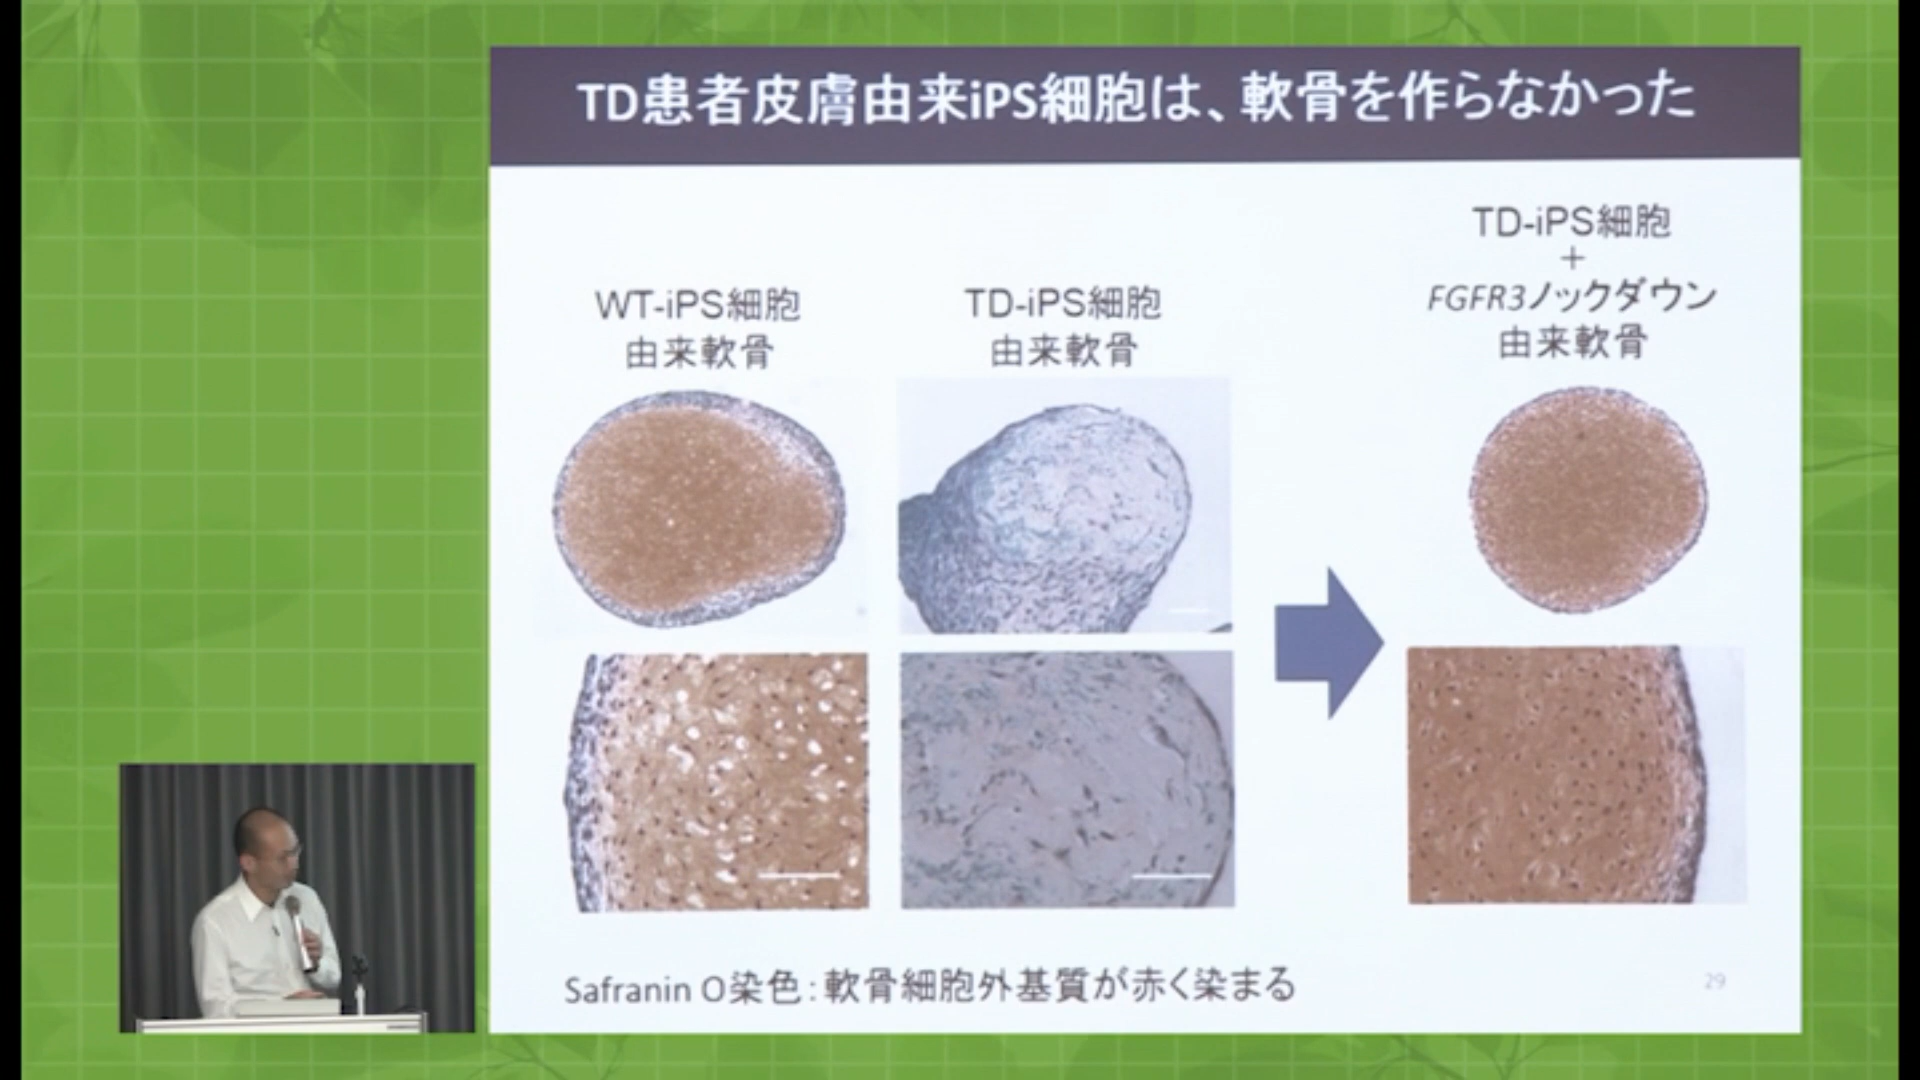 TD患者皮膚由来iPS細胞は、軟骨を作らなかった
WT-iPS細胞
由来軟骨
TD-iPS細胞
由来軟骨
TD-iPS細胞
+
FGFR3ノックダウン
由来軟骨
Safranin O染色：軟骨細胞外基質が赤く染まる
29